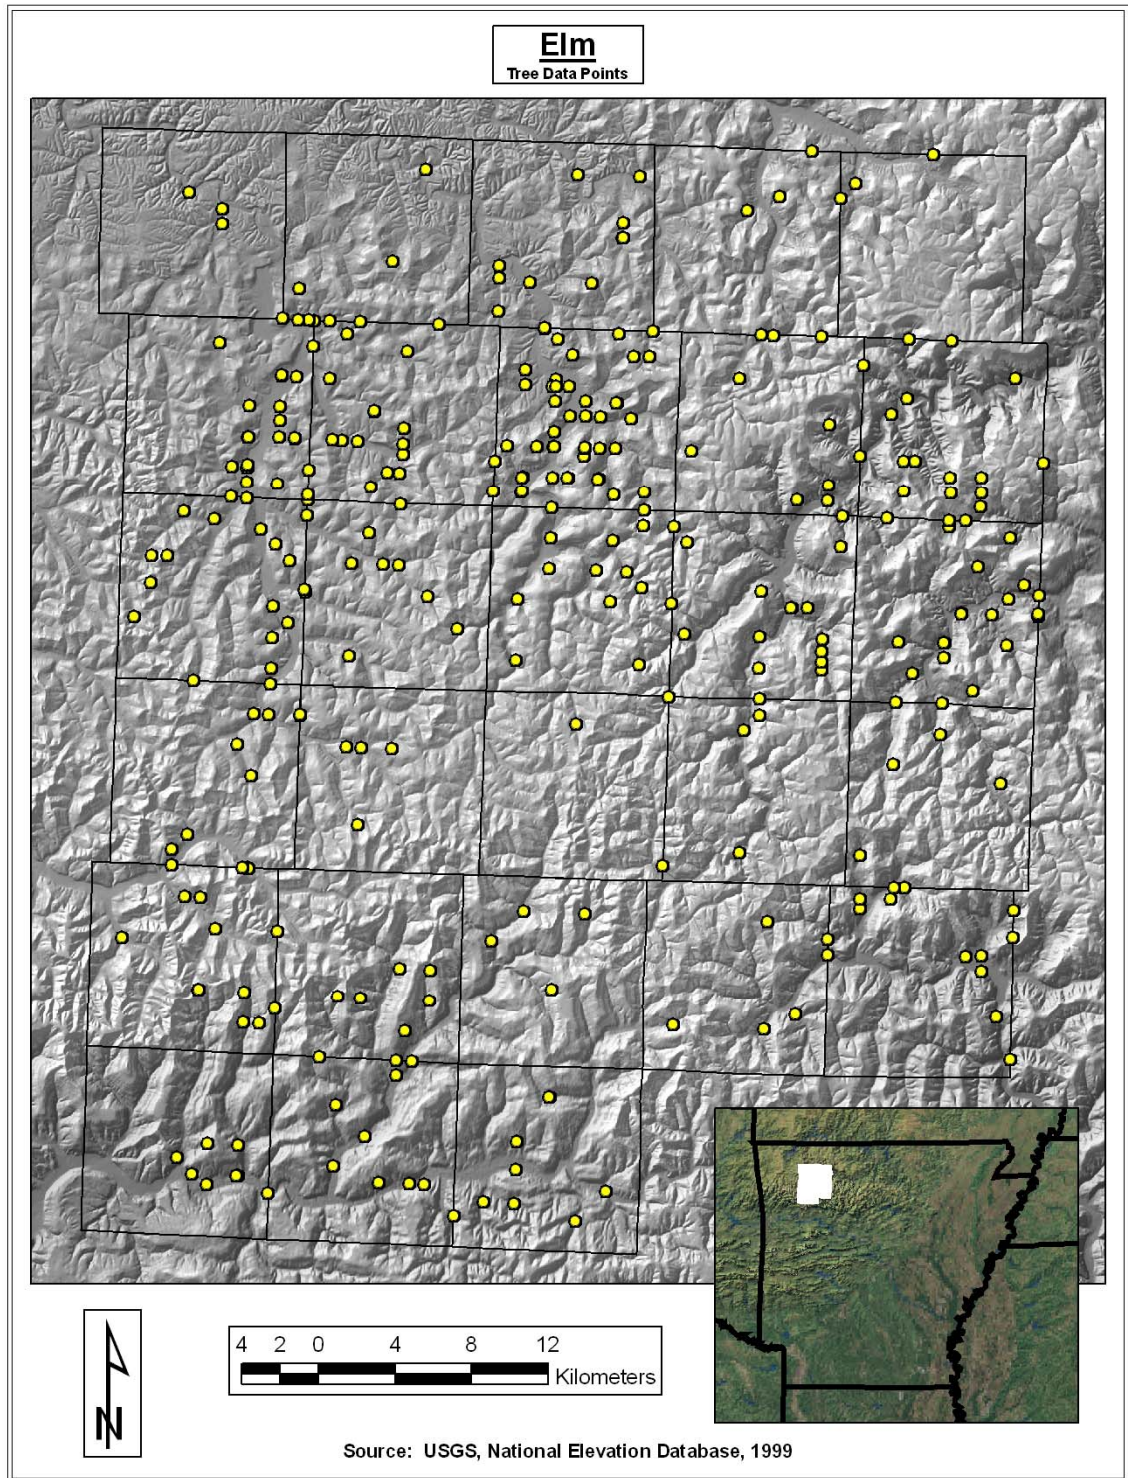 Elm
Tree Data Points
4 2 0 4 8 12
Kilometers
N
Source: USGS, National Elevation Database, 1999